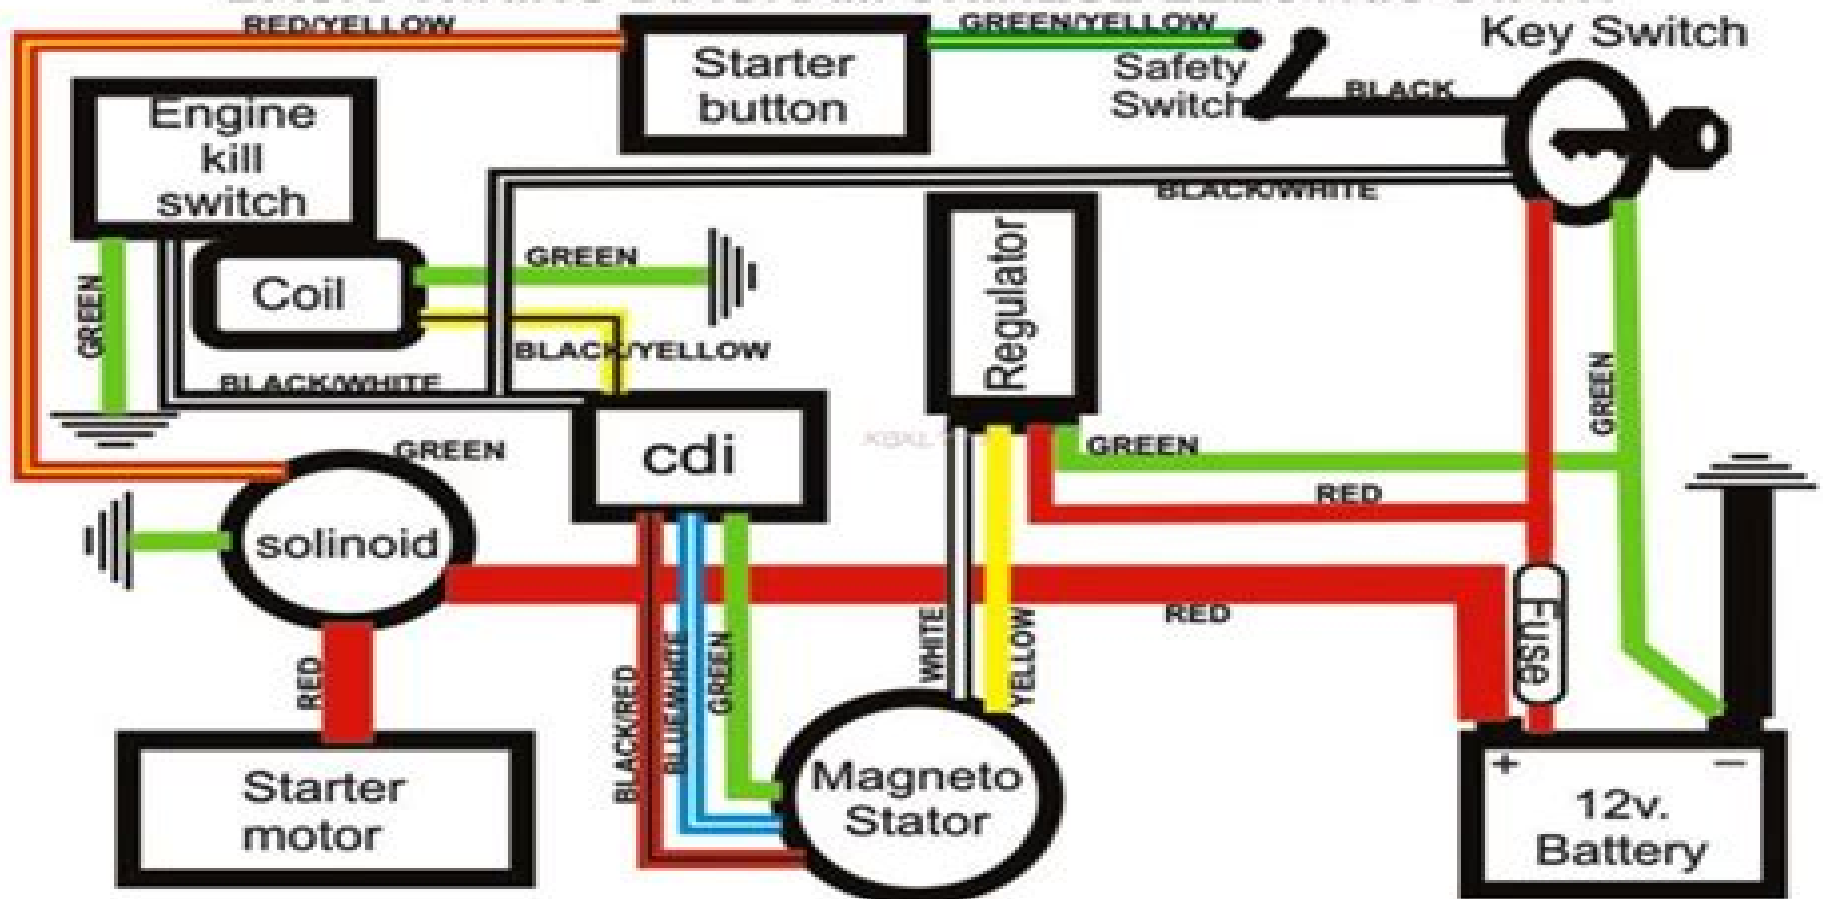 RED/YELLOW
GREEN/YELLOW
Key Switch
Starter
button
Safety
Switch
BLACK
Engine
kill
switch
BLACK/WHITE
Regulator
GREEN
Coil
GREEN
BLACK/YELLOW
BLACK/WHITE
GREEN
GREEN
cdi
GREEN
GREEN
RED
solinoid
RED
Fuse
WHITE
YELLOW
RED
BLACK/RED
BLUE/WHITE
GREEN
Starter
motor
Magneto
Stator
+
—
12v.
Battery